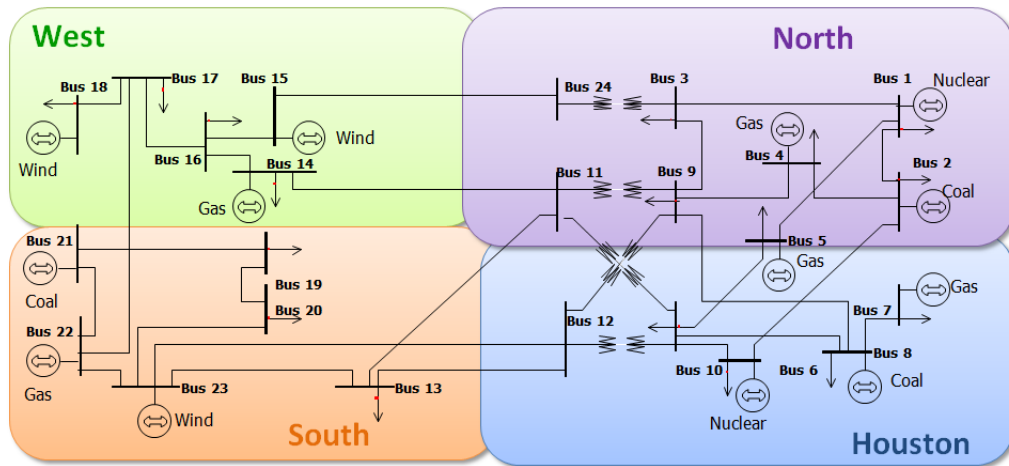 West
North
Bus 17
Bus 15
Bus 18
Bus 24
Bus 3
Bus 1
Nuclear
Wind
Wind
Bus 16
Bus 14
Gas
Bus 11
Bus 9
Gas
Bus 4
Bus 2
Coal
Bus 5
Gas
Bus 21
Coal
Bus 19
Bus 20
Bus 22
Gas
Bus 23
Wind
Bus 13
South
Bus 12
Bus 7
Gas
Bus 10
Bus 6
Bus 8
Coal
Nuclear
Houston